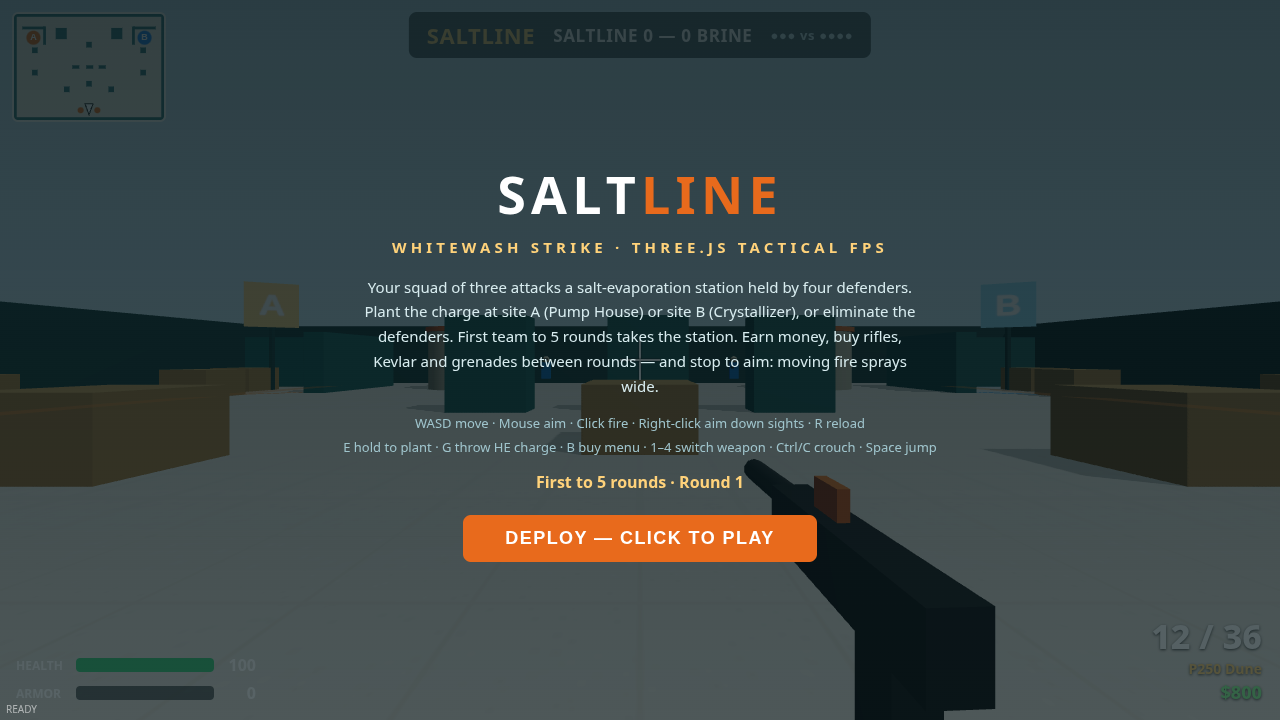 A
B
SALTLINE SALTLINE 0 — 0 BRINE ••• vs ••••
SALTLINE
WHITEWASH STRIKE · THREE.JS TACTICAL FPS
Your squad of three attacks a salt-evaporation station held by four defenders.
Plant the charge at site A (Pump House) or site B (Crystallizer), or eliminate the
defenders. First team to 5 rounds takes the station. Earn money, buy rifles,
Kevlar and grenades between rounds — and stop to aim: moving fire sprays
wide.
A
B
WASD move · Mouse aim · Click fire · Right-click aim down sights · R reload
E hold to plant · G throw HE charge · B buy menu · 1–4 switch weapon · Ctrl/C crouch · Space jump
First to 5 rounds · Round 1
DEPLOY — CLICK TO PLAY
HEALTH 100
ARMOR 0
READY
12 / 36
P250 Dune
$800